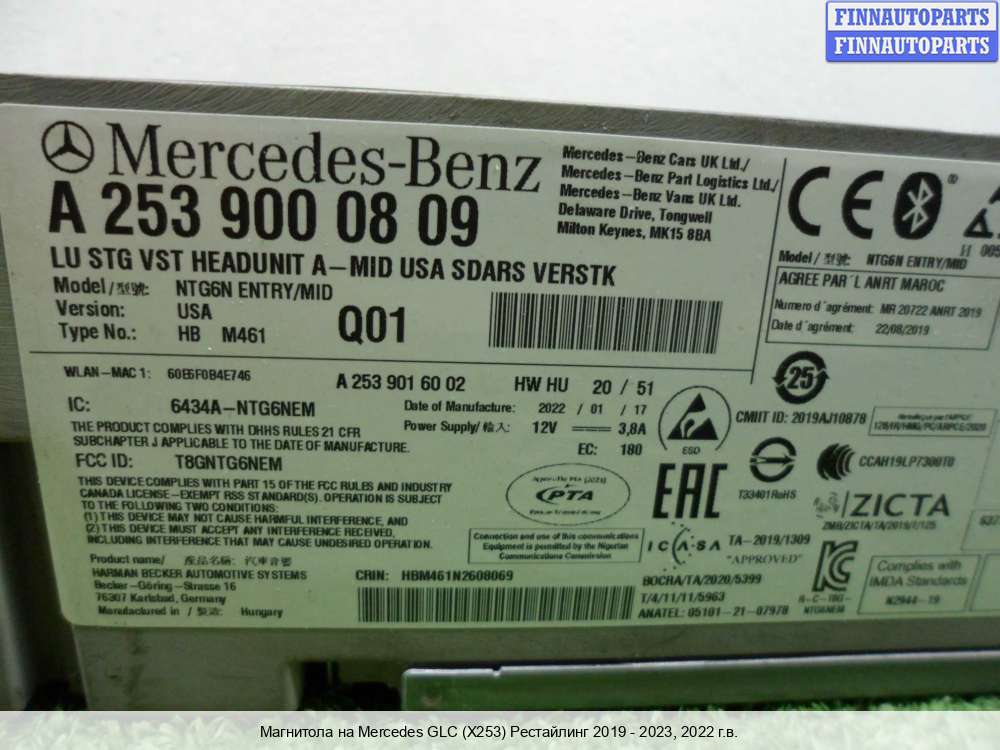 FINNAUTOPARTS
FINNAUTOPARTS
Mercedes-Benz
A 253 900 08 09
LU STG VST HEADUNIT A-MID USA SDARS VERSTK
Mercedes-Benz Cars UK Ltd./
Mercedes-Benz Part Logistics Ltd./
Mercedes-Benz Vans UK Ltd.
Delaware Drive, Tongwell
Milton Keynes, MK15 8BA
Model / 型號: NTG6N ENTRY/MID
Version: USA
Type No.: HB M461
Q01
CE
Model / 型號: NTG6N ENTRY/MID
AGREE PAR´L ANRT MAROC
Numero d´agrément: MR 20722 ANRT 2019
Date d´agrément: 22/08/2019
WLAN-MAC 1: 60E6F0B4E746
A 253 901 60 02
HW HU 20 / 51
IC: 6434A-NTG6NEM
Date of Manufacture: 2022 / 01 / 17
Power Supply/ 輸入: 12V 3,8A
EC: 180
ESD
25
CMIIT ID: 2019AJ10878
THE PRODUCT COMPLIES WITH DHHS RULES 21 CFR
SUBCHAPTER J APPLICABLE TO THE DATE OF MANUFACTURE.
FCC ID: T8GNTG6NEM
THIS DEVICE COMPLIES WITH PART 15 OF THE FCC RULES AND INDUSTRY
CANADA LICENSE-EXEMPT RSS STANDARD(S). OPERATION IS SUBJECT
TO THE FOLLOWING TWO CONDITIONS:
(1) THIS DEVICE MAY NOT CAUSE HARMFUL INTERFERENCE, AND
(2) THIS DEVICE MUST ACCEPT ANY INTERFERENCE RECEIVED,
INCLUDING INTERFERENCE THAT MAY CAUSE UNDESIRED OPERATION.
PTA
EAC
T33401RoHS
CCAH19LP7300T0
ZICTA
ZMB/ZICTA/TA/2019/7/125
Connection and use of this communications
Equipment is permitted by the Nigerian
Communications Commission
ICASA
TA-2019/1309
"APPROVED"
BOCRA/TA/2020/5399
T/4/11/11/5963
ANATEL: 05101-21-07978
Complies with
IMDA Standards
N2944-19
Product name/ 產品名稱: 汽車音響
HARMAN BECKER AUTOMOTIVE SYSTEMS
Becker-Göring-Strasse 16
76307 Karlsbad, Germany
Manufactured in / 製造: Hungary
CRIN: HBM461N2608069
Магнитола на Mercedes GLC (X253) Рестайлинг 2019 - 2023, 2022 г.в.